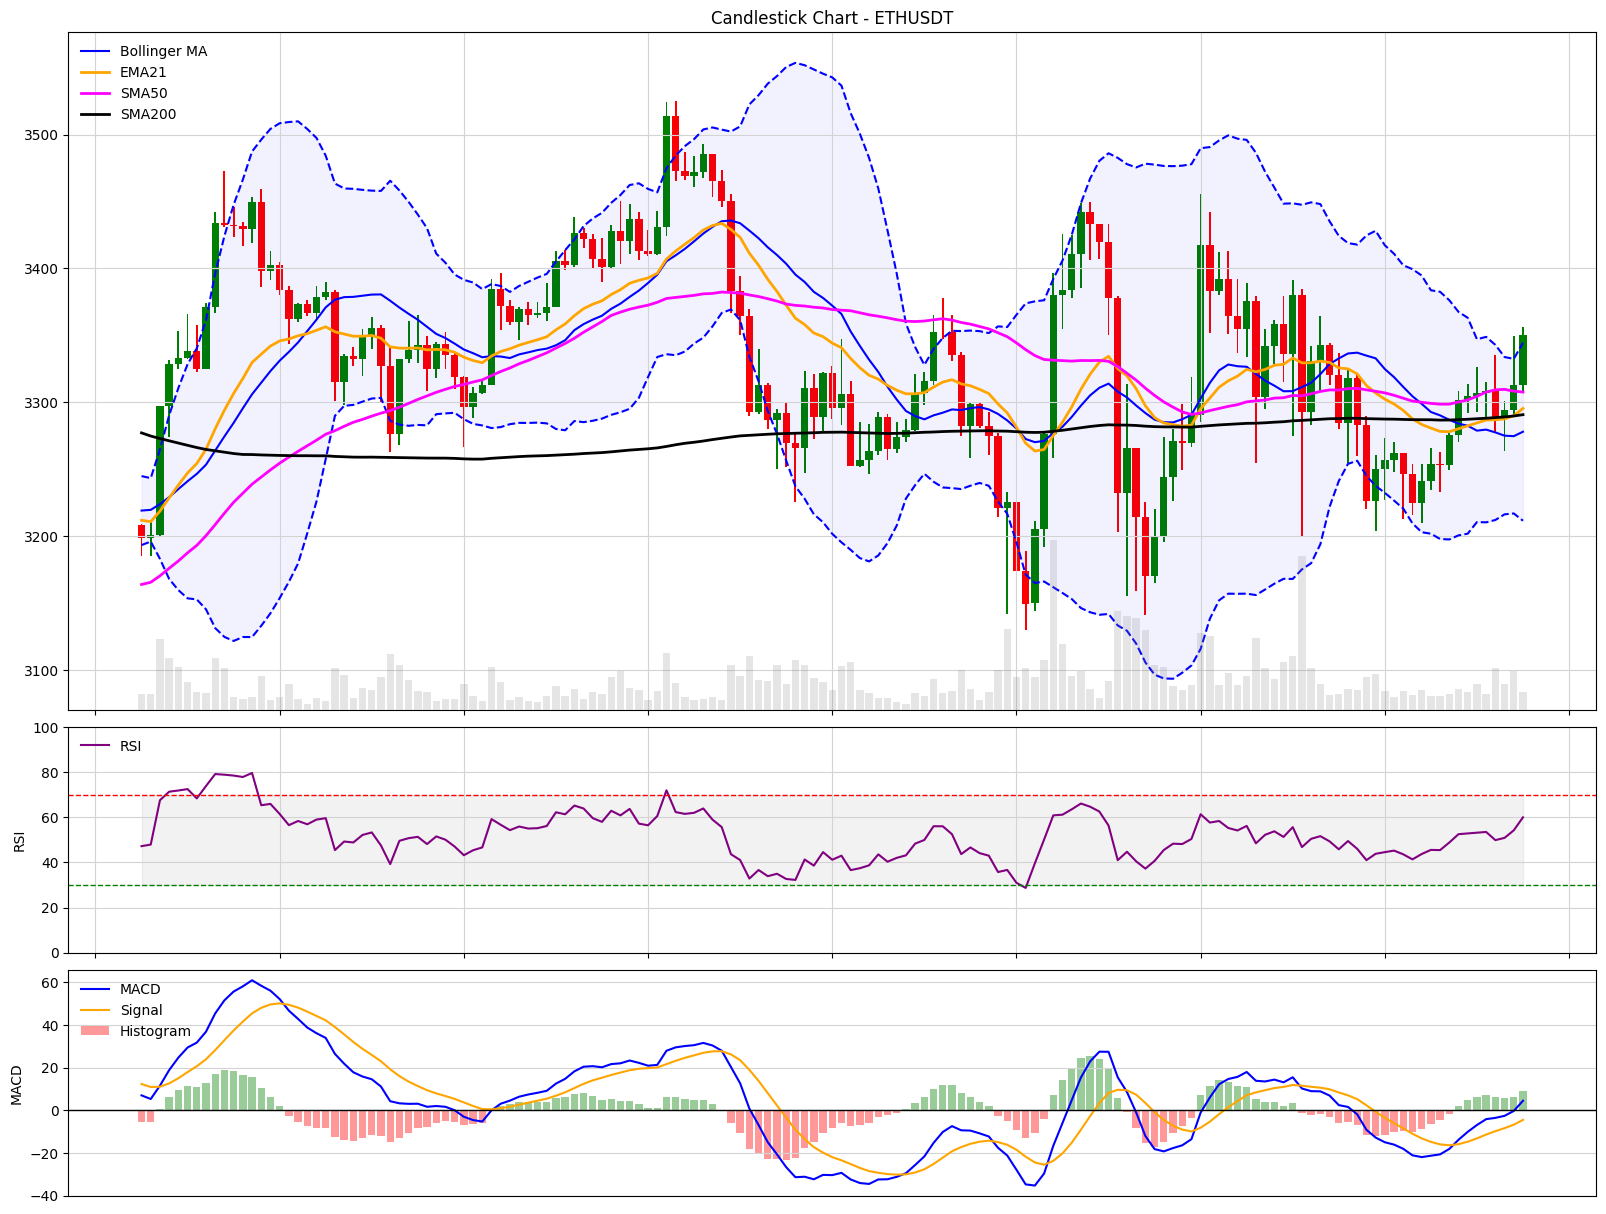 Candlestick Chart - ETHUSDT
Bollinger MA
EMA21
SMA50
SMA200
3500
3400
3300
3200
3100
RSI
100
80
60
40
20
0
RSI
MACD
Signal
Histogram
60
40
20
0
−20
−40
MACD